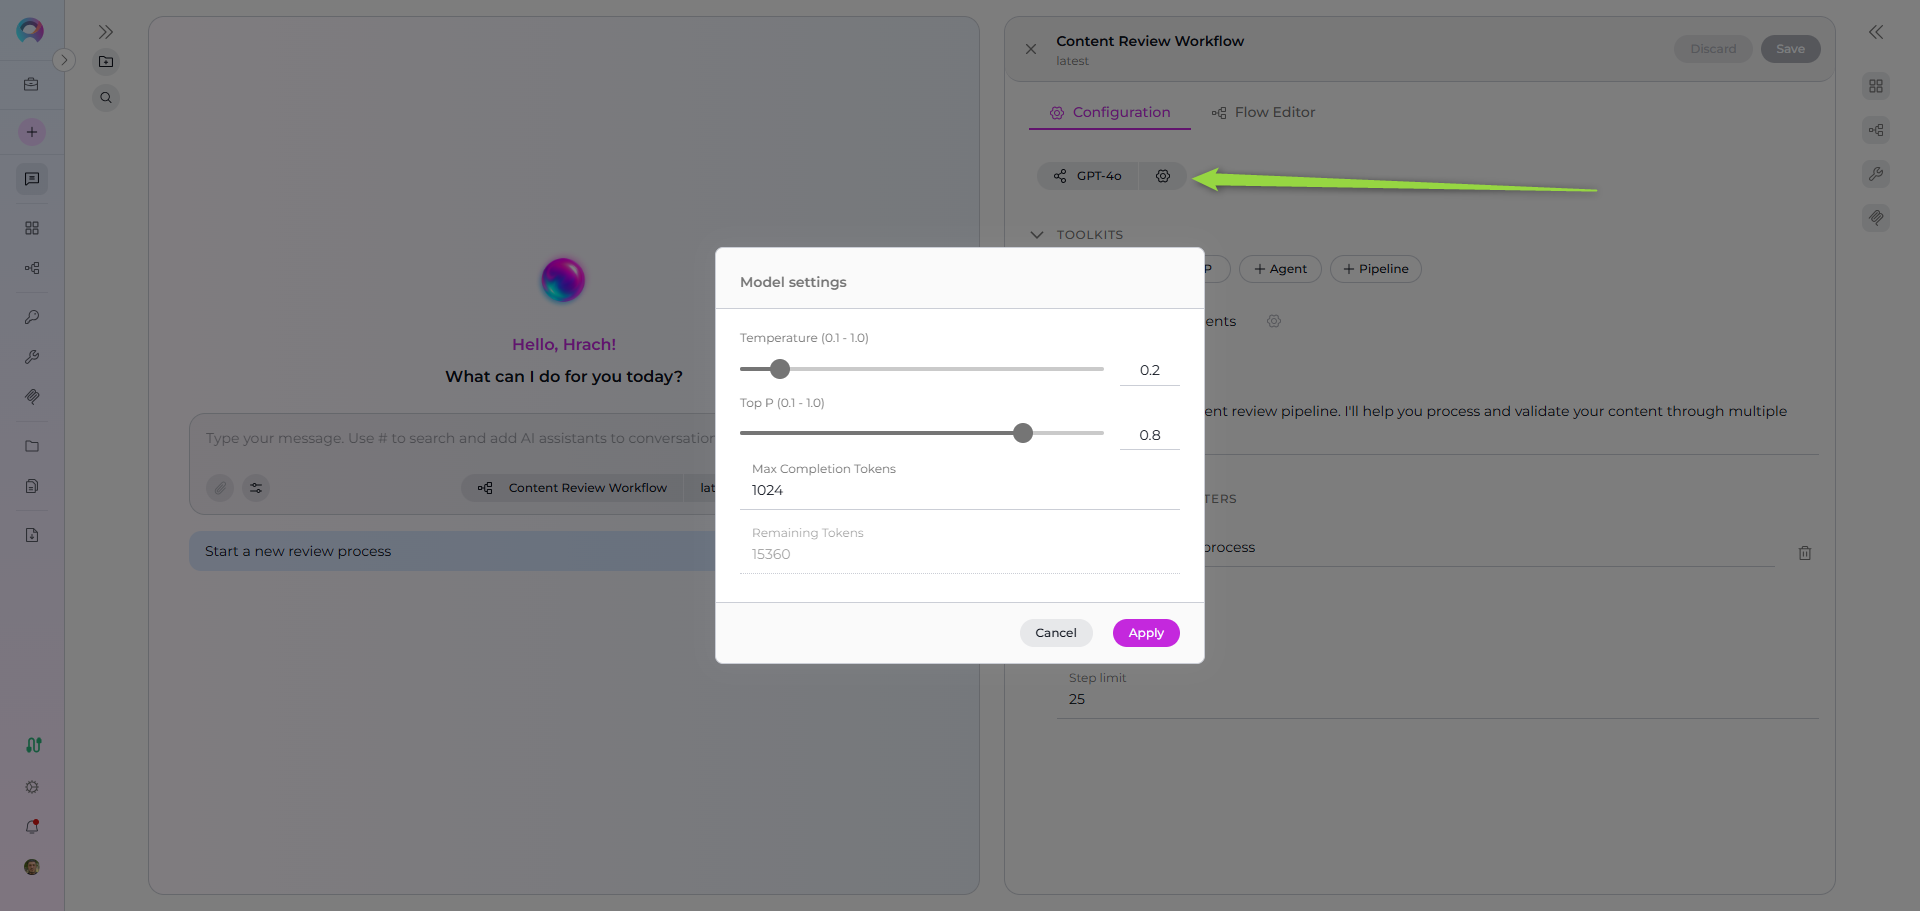 Content Review Workflow
latest
Discard
Save
Configuration
Flow Editor
GPT-4o
TOOLKITS
P
+ Agent
+ Pipeline
ents
Hello, Hrach!
What can I do for you today?
Type your message. Use # to search and add AI assistants to conversation
Content Review Workflow
lat
Start a new review process
Model settings
Temperature (0.1 - 1.0)
0.2
Top P (0.1 - 1.0)
0.8
Max Completion Tokens
1024
Remaining Tokens
15360
Cancel
Apply
ent review pipeline. I'll help you process and validate your content through multiple
TERS
process
Step limit
25